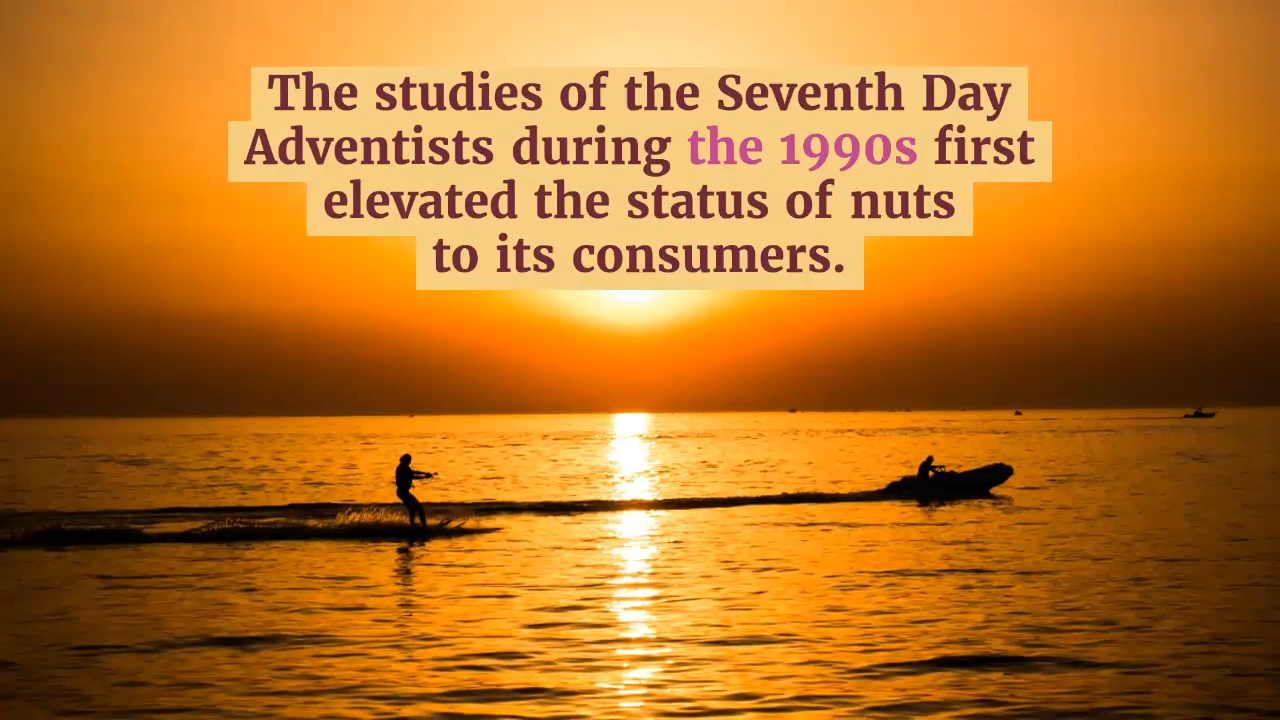 The studies of the Seventh Day
Adventists during the 1990s first
elevated the status of nuts
to its consumers.